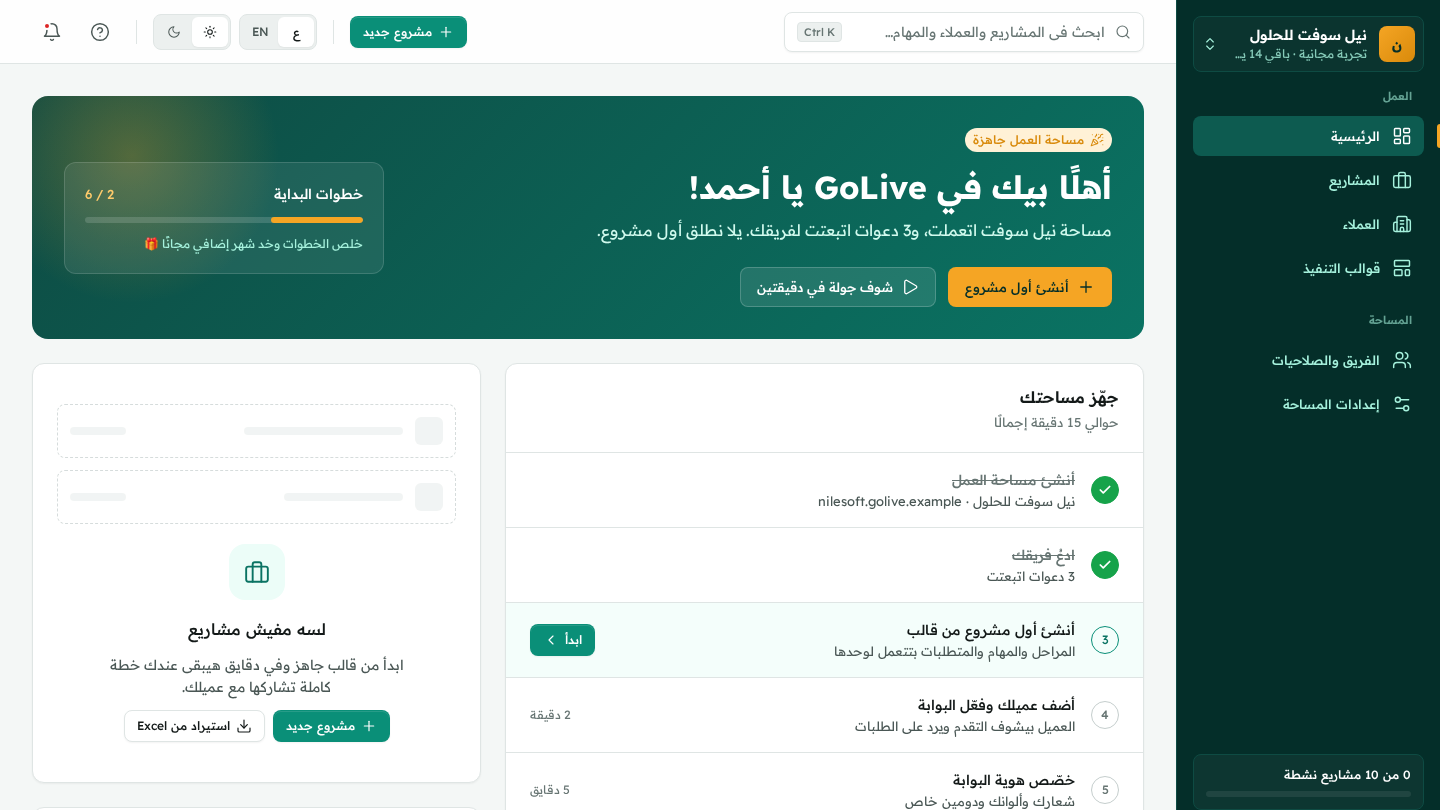 ن
نيل سوفت للحلول
تجربة مجانية · باقي 14 يـ...
العمل
الرئيسية
المشاريع
العملاء
قوالب التنفيذ
المساحة
الفريق والصلاحيات
إعدادات المساحة
0 من 10 مشاريع نشطة
ابحث في المشاريع والعملاء والمهام...
Ctrl K
مشروع جديد
ع
EN
مساحة العمل جاهزة
أهلًا بيك في GoLive يا أحمد!
مساحة نيل سوفت اتعملت، و3 دعوات اتبعتت لفريقك. يلا نطلق أول مشروع.
أنشئ أول مشروع
شوف جولة في دقيقتين
خطوات البداية
2 / 6
خلص الخطوات وخد شهر إضافي مجانًا 🎁
جهّز مساحتك
حوالي 15 دقيقة إجمالًا
أنشئ مساحة العمل
نيل سوفت للحلول · nilesoft.golive.example
ادعُ فريقك
3 دعوات اتبعتت
3
أنشئ أول مشروع من قالب
المراحل والمهام والمتطلبات بتتعمل لوحدها
ابدأ
4
أضف عميلك وفعّل البوابة
العميل بيشوف التقدم ويرد على الطلبات
2 دقيقة
5
خصّص هوية البوابة
شعارك وألوانك ودومين خاص
5 دقايق
لسه مفيش مشاريع
ابدأ من قالب جاهز وفي دقايق هيبقى عندك خطة
كاملة تشاركها مع عميلك.
مشروع جديد
استيراد من Excel